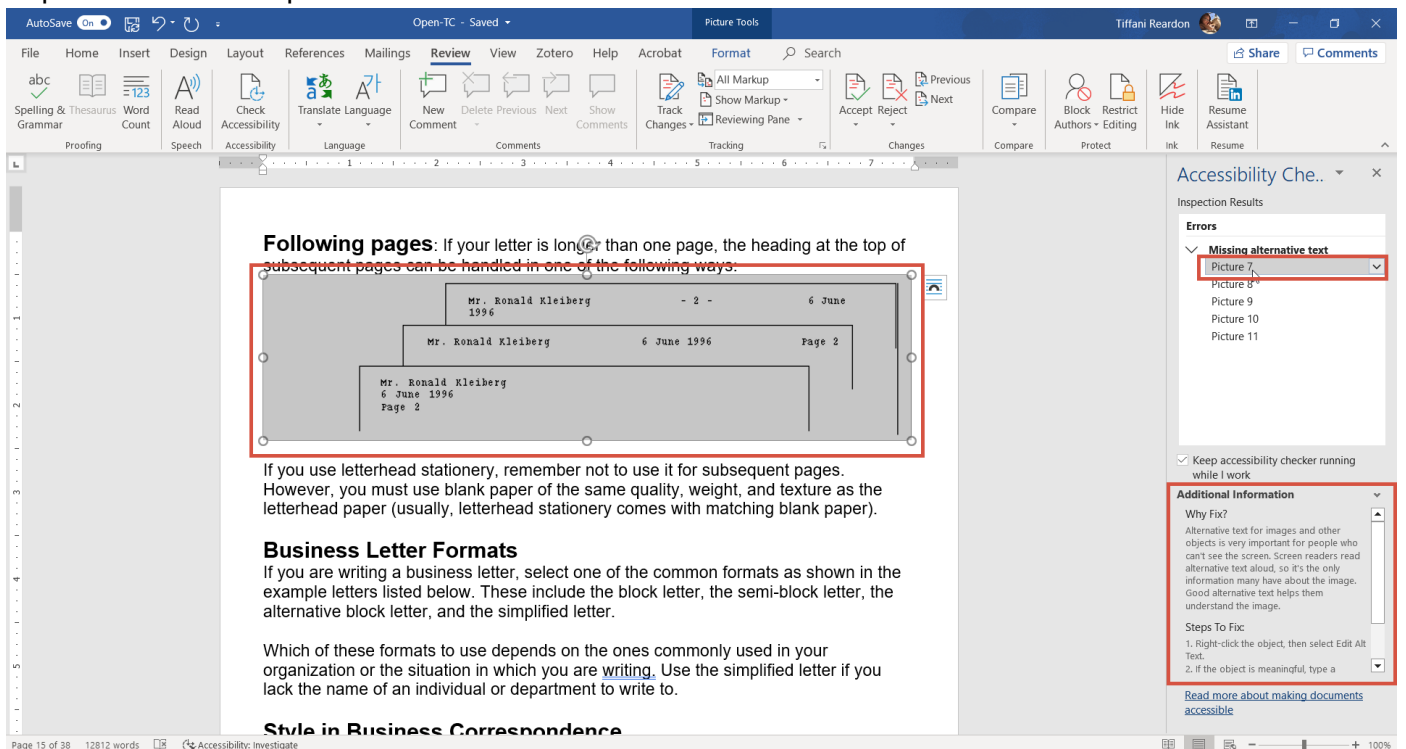 AutoSave On Open-TC - Saved Picture Tools Tiffani Reardon
File Home Insert Design Layout References Mailings Review View Zotero Help Acrobat Format Search Share Comments
abc Spelling & Grammar
Thesaurus
123 Word Count
Read Aloud
Check Accessibility
Translate
Language
New Comment
Delete
Previous
Next
Show Comments
Track Changes
All Markup
Show Markup
Reviewing Pane
Accept
Reject
Previous
Next
Compare
Block Authors
Restrict Editing
Hide Ink
Resume Assistant
Proofing Speech Accessibility Language Comments Tracking Changes Compare Protect Ink Resume
1 2 3 4 5 6 7
Following pages: If your letter is longer than one page, the heading at the top of
subsequent pages can be handled in one of the following ways:
Mr. Ronald Kleiberg - 2 - 6 June
1996
Mr. Ronald Kleiberg 6 June 1996 Page 2
Mr. Ronald Kleiberg
6 June 1996
Page 2
If you use letterhead stationery, remember not to use it for subsequent pages.
However, you must use blank paper of the same quality, weight, and texture as the
letterhead paper (usually, letterhead stationery comes with matching blank paper).
Business Letter Formats
If you are writing a business letter, select one of the common formats as shown in the
example letters listed below. These include the block letter, the semi-block letter, the
alternative block letter, and the simplified letter.
Which of these formats to use depends on the ones commonly used in your
organization or the situation in which you are writing. Use the simplified letter if you
lack the name of an individual or department to write to.
Style in Business Correspondence
Accessibility Che..
Inspection Results
Errors
Missing alternative text
Picture 7
Picture 8
Picture 9
Picture 10
Picture 11
Keep accessibility checker running
while I work
Additional Information
Why Fix?
Alternative text for images and other
objects is very important for people who
can't see the screen. Screen readers read
alternative text aloud, so it's the only
information many have about the image.
Good alternative text helps them
understand the image.
Steps To Fix:
1. Right-click the object, then select Edit Alt
Text.
2. If the object is meaningful, type a
Read more about making documents
accessible
Page 15 of 38 12812 words Accessibility: Investigate 100%